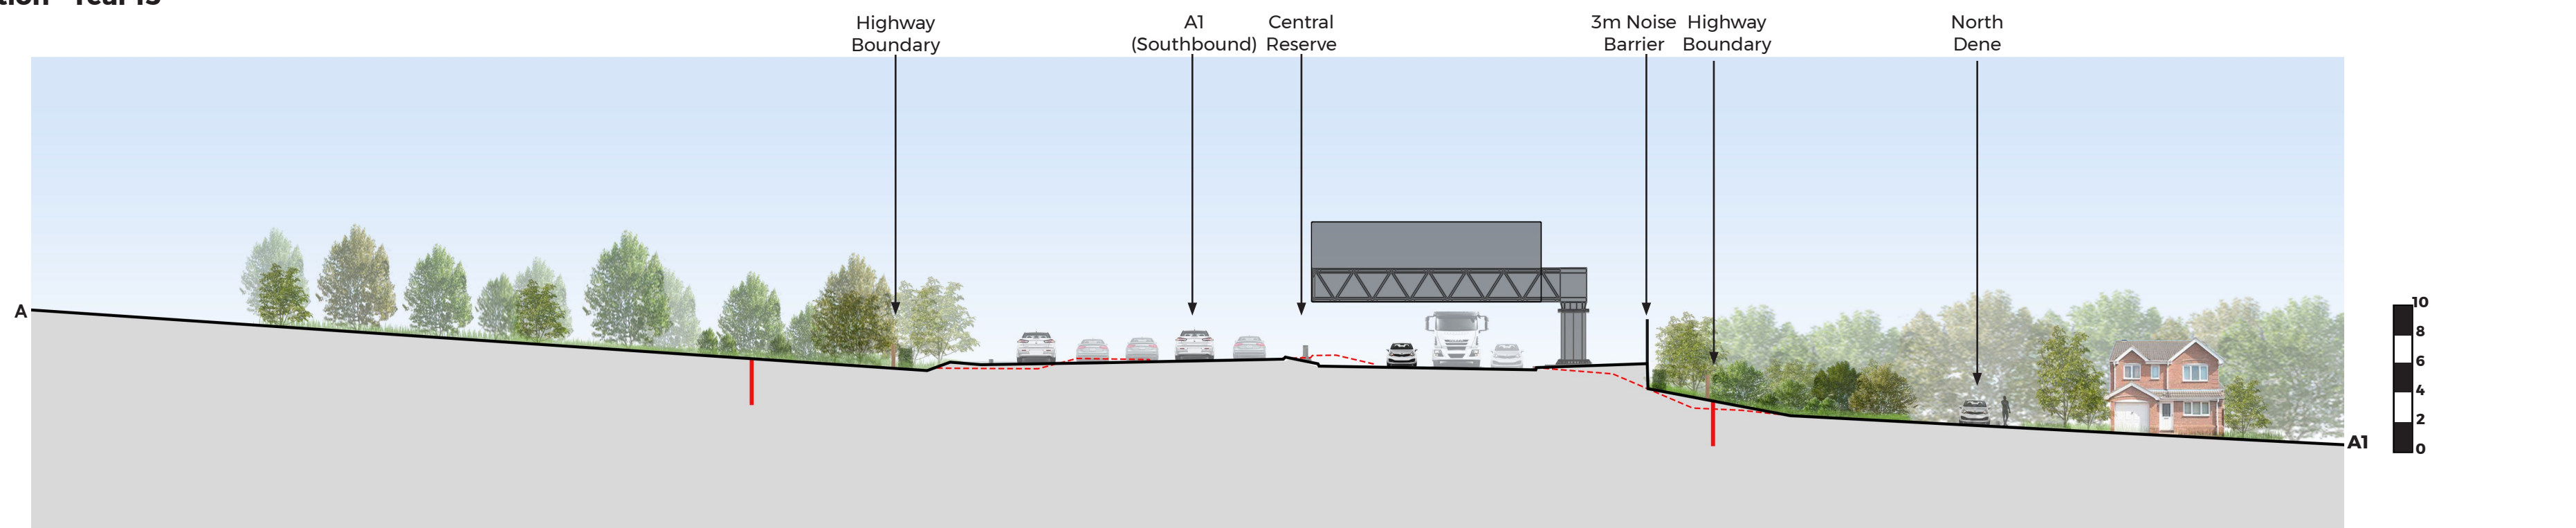 Highway
Boundary
A1
(Southbound)
Central
Reserve
3m Noise
Barrier
Highway
Boundary
North
Dene
A
A1
10
8
6
4
2
0